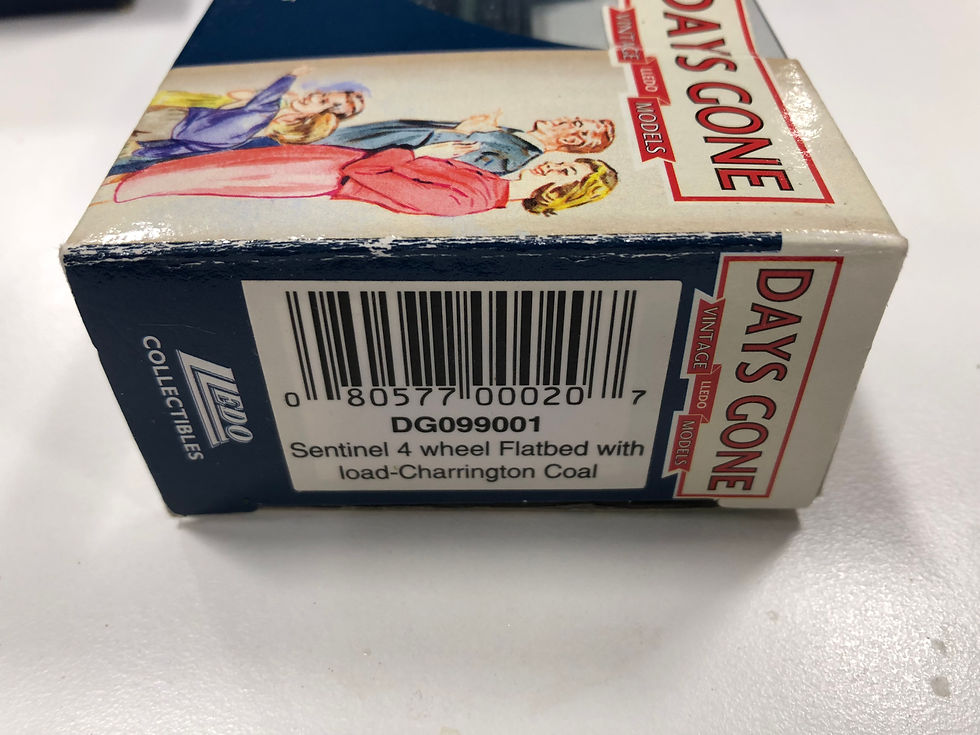 DAYS GONE
VINTAGE
LLEDO
MODELS
LLEDO
COLLECTIBLES
0 80577 00020 7
DG099001
Sentinel 4 wheel Flatbed with
load-Charrington Coal
DAYS GONE
VINTAGE
LLEDO
MODELS